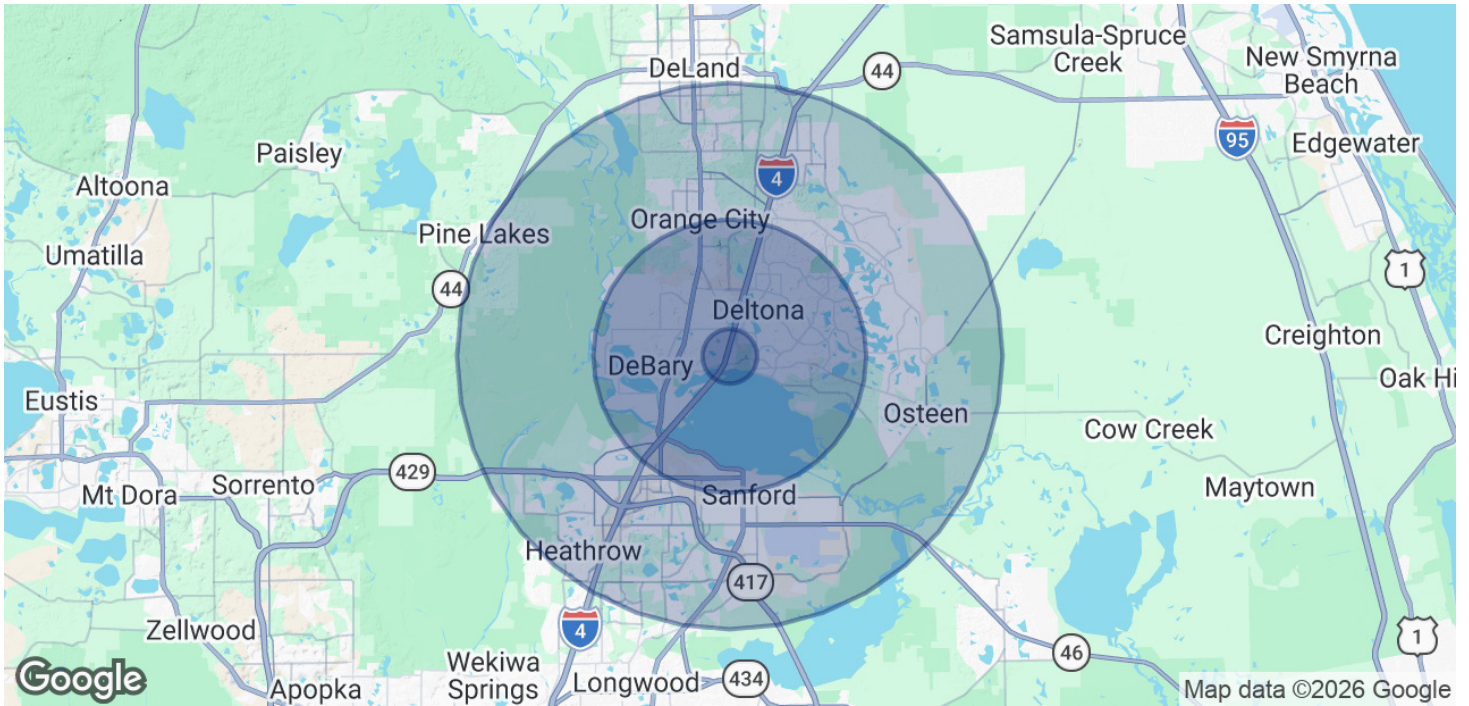 DeLand
44
Samsula-Spruce
Creek
New Smyrna
Beach
95
Edgewater
Paisley
4
Altoona
Orange City
Pine Lakes
Umatilla
44
1
Deltona
Creighton
DeBary
Oak Hi
Eustis
Osteen
Cow Creek
429
Sorrento
Mt Dora
Sanford
Maytown
Heathrow
417
4
Zellwood
1
46
Wekiwa
Springs
Longwood
434
Google
Apopka
Map data ©2026 Google